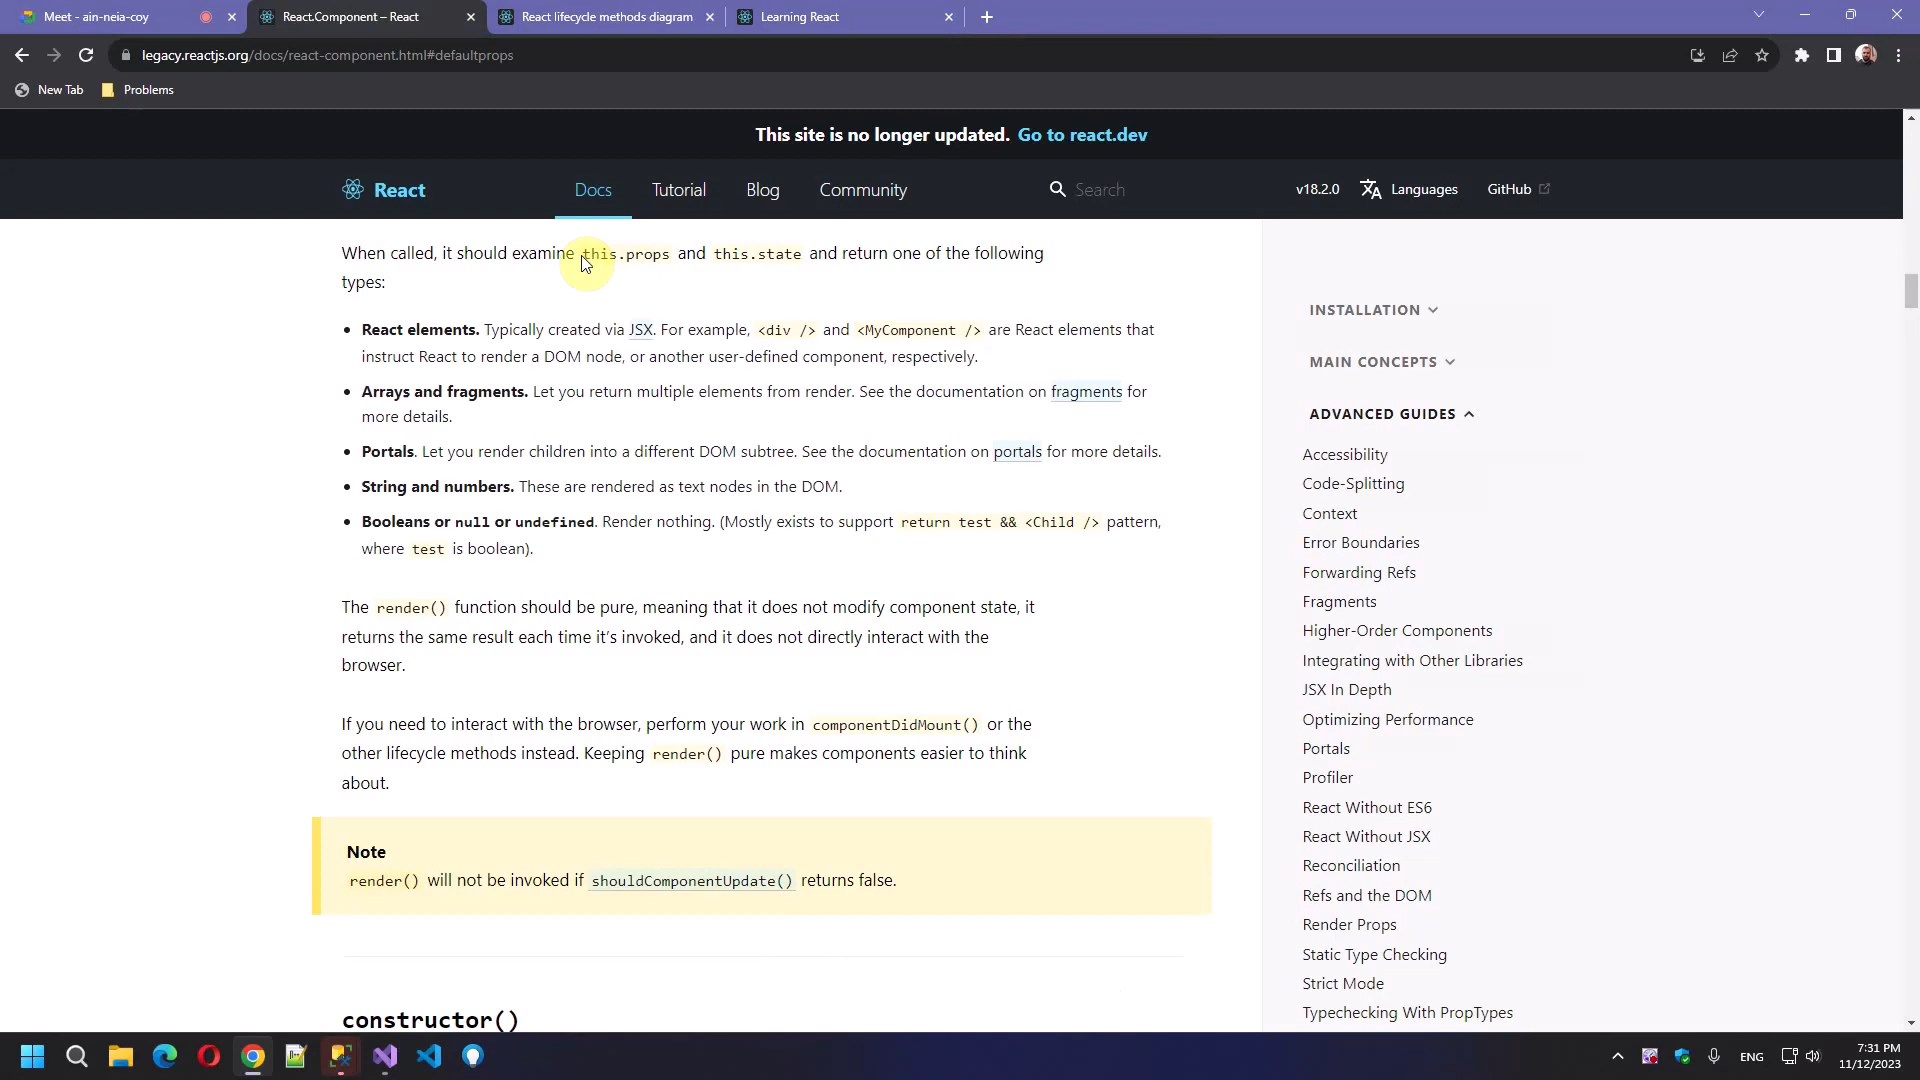 Meet - ain-neia-coy
React.Component – React
React lifecycle methods diagram
Learning React
legacy.reactjs.org/docs/react-component.html#defaultprops
New Tab
Problems
This site is no longer updated. Go to react.dev
React
Docs
Tutorial
Blog
Community
Search
v18.2.0
Languages
GitHub
When called, it should examine this.props and this.state and return one of the following
types:
• React elements. Typically created via JSX. For example, <div /> and <MyComponent /> are React elements that
instruct React to render a DOM node, or another user-defined component, respectively.
• Arrays and fragments. Let you return multiple elements from render. See the documentation on fragments for
more details.
• Portals. Let you render children into a different DOM subtree. See the documentation on portals for more details.
• String and numbers. These are rendered as text nodes in the DOM.
• Booleans or null or undefined. Render nothing. (Mostly exists to support return test && <Child /> pattern,
where test is boolean).
The render() function should be pure, meaning that it does not modify component state, it
returns the same result each time it’s invoked, and it does not directly interact with the
browser.
If you need to interact with the browser, perform your work in componentDidMount() or the
other lifecycle methods instead. Keeping render() pure makes components easier to think
about.
Note
render() will not be invoked if shouldComponentUpdate() returns false.
constructor()
INSTALLATION
MAIN CONCEPTS
ADVANCED GUIDES
Accessibility
Code-Splitting
Context
Error Boundaries
Forwarding Refs
Fragments
Higher-Order Components
Integrating with Other Libraries
JSX In Depth
Optimizing Performance
Portals
Profiler
React Without ES6
React Without JSX
Reconciliation
Refs and the DOM
Render Props
Static Type Checking
Strict Mode
Typechecking With PropTypes
ENG
7:31 PM
11/12/2023